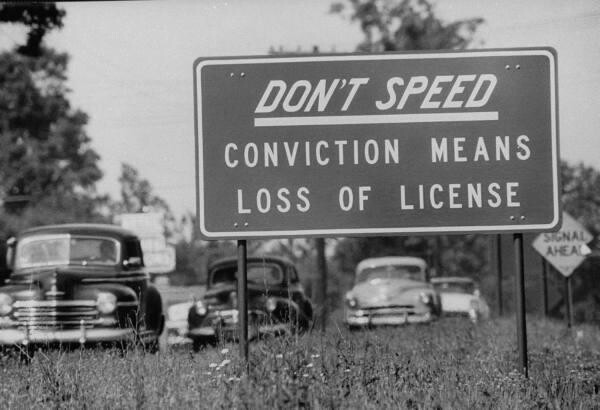 DON'T SPEED
CONVICTION MEANS
LOSS OF LICENSE
SIGNAL
AHEAD